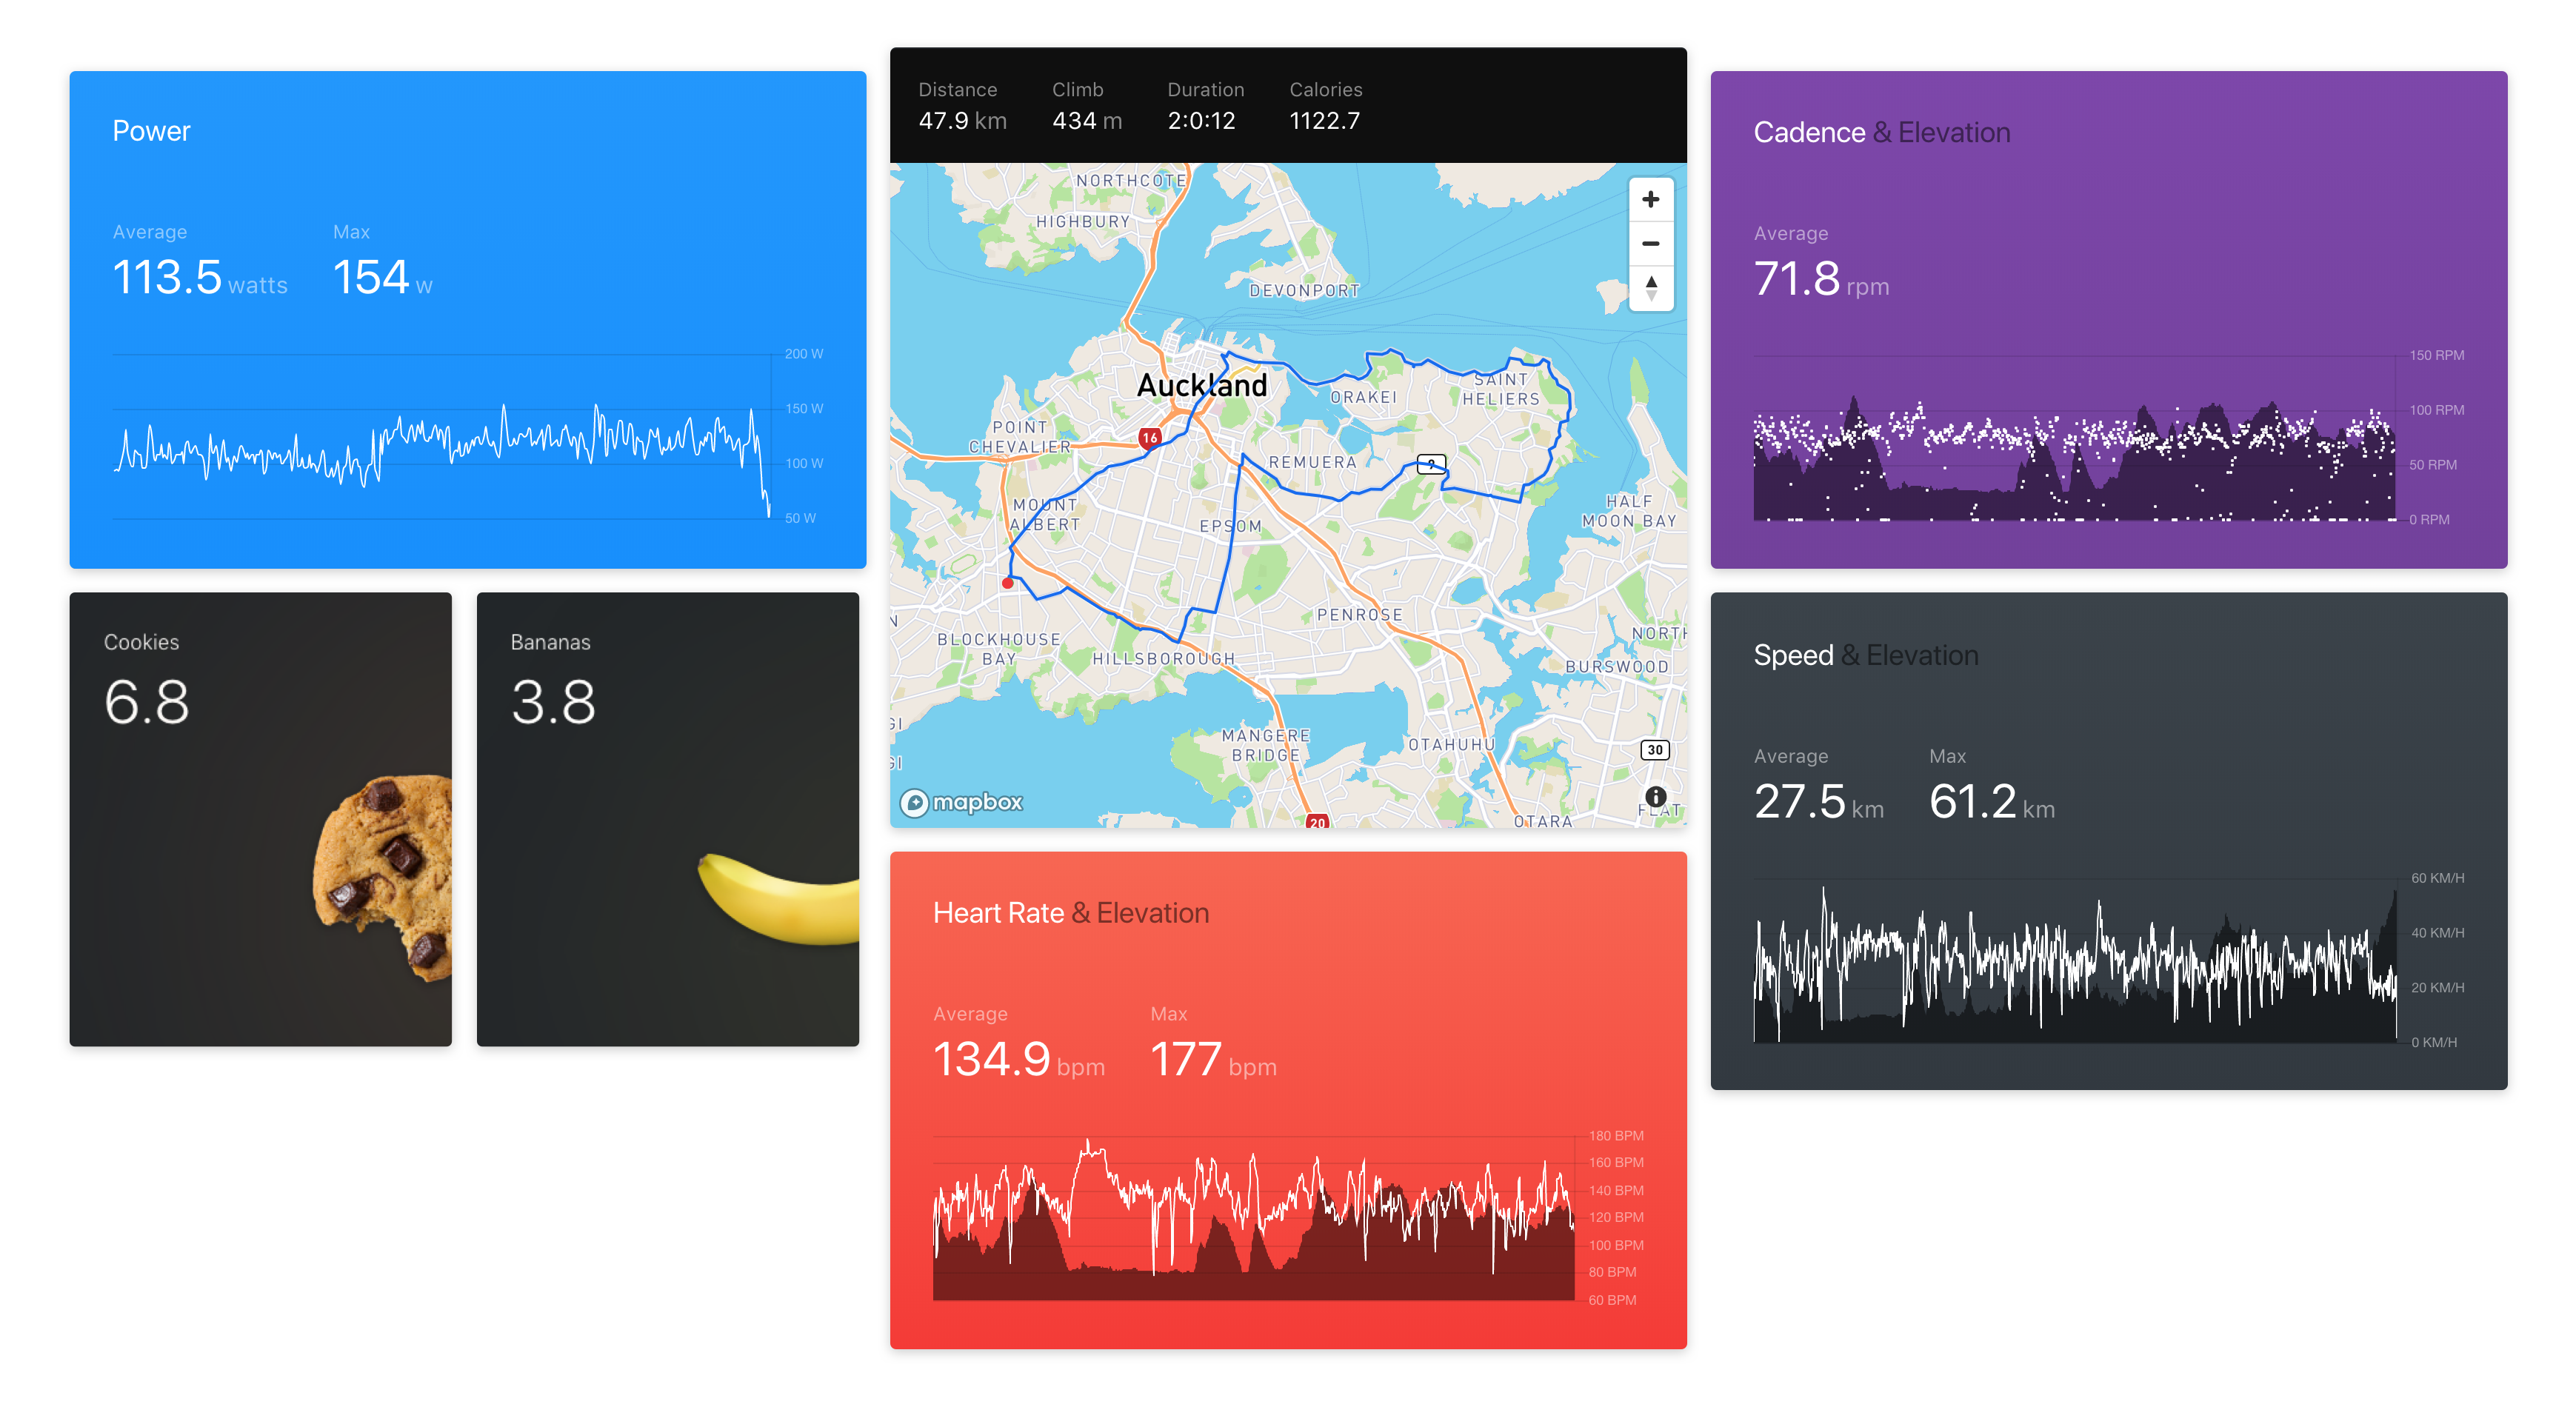 Power
Average Max
113.5 watts 154 w
200 W
150 W
100 W
50 W
Cookies
6.8
Bananas
3.8
Distance Climb Duration Calories
47.9 km 434 m 2:0:12 1122.7
NORTHCOTE
HIGHBURY
DEVONPORT
Auckland
SAINT
HELIERS
ORAKEI
POINT
CHEVALIER
16
REMUERA
MOUNT
ALBERT
EPSOM
HALF
MOON BAY
PENROSE
BLOCKHOUSE
BAY
HILLSBOROUGH
NORTH
BURSWOOD
MANGERE
BRIDGE
OTAHUHU
30
mapbox
20
OTARA
FLAT
Heart Rate & Elevation
Average Max
134.9 bpm 177 bpm
180 BPM
160 BPM
140 BPM
120 BPM
100 BPM
80 BPM
60 BPM
Cadence & Elevation
Average
71.8 rpm
150 RPM
100 RPM
50 RPM
0 RPM
Speed & Elevation
Average Max
27.5 km 61.2 km
60 KM/H
40 KM/H
20 KM/H
0 KM/H